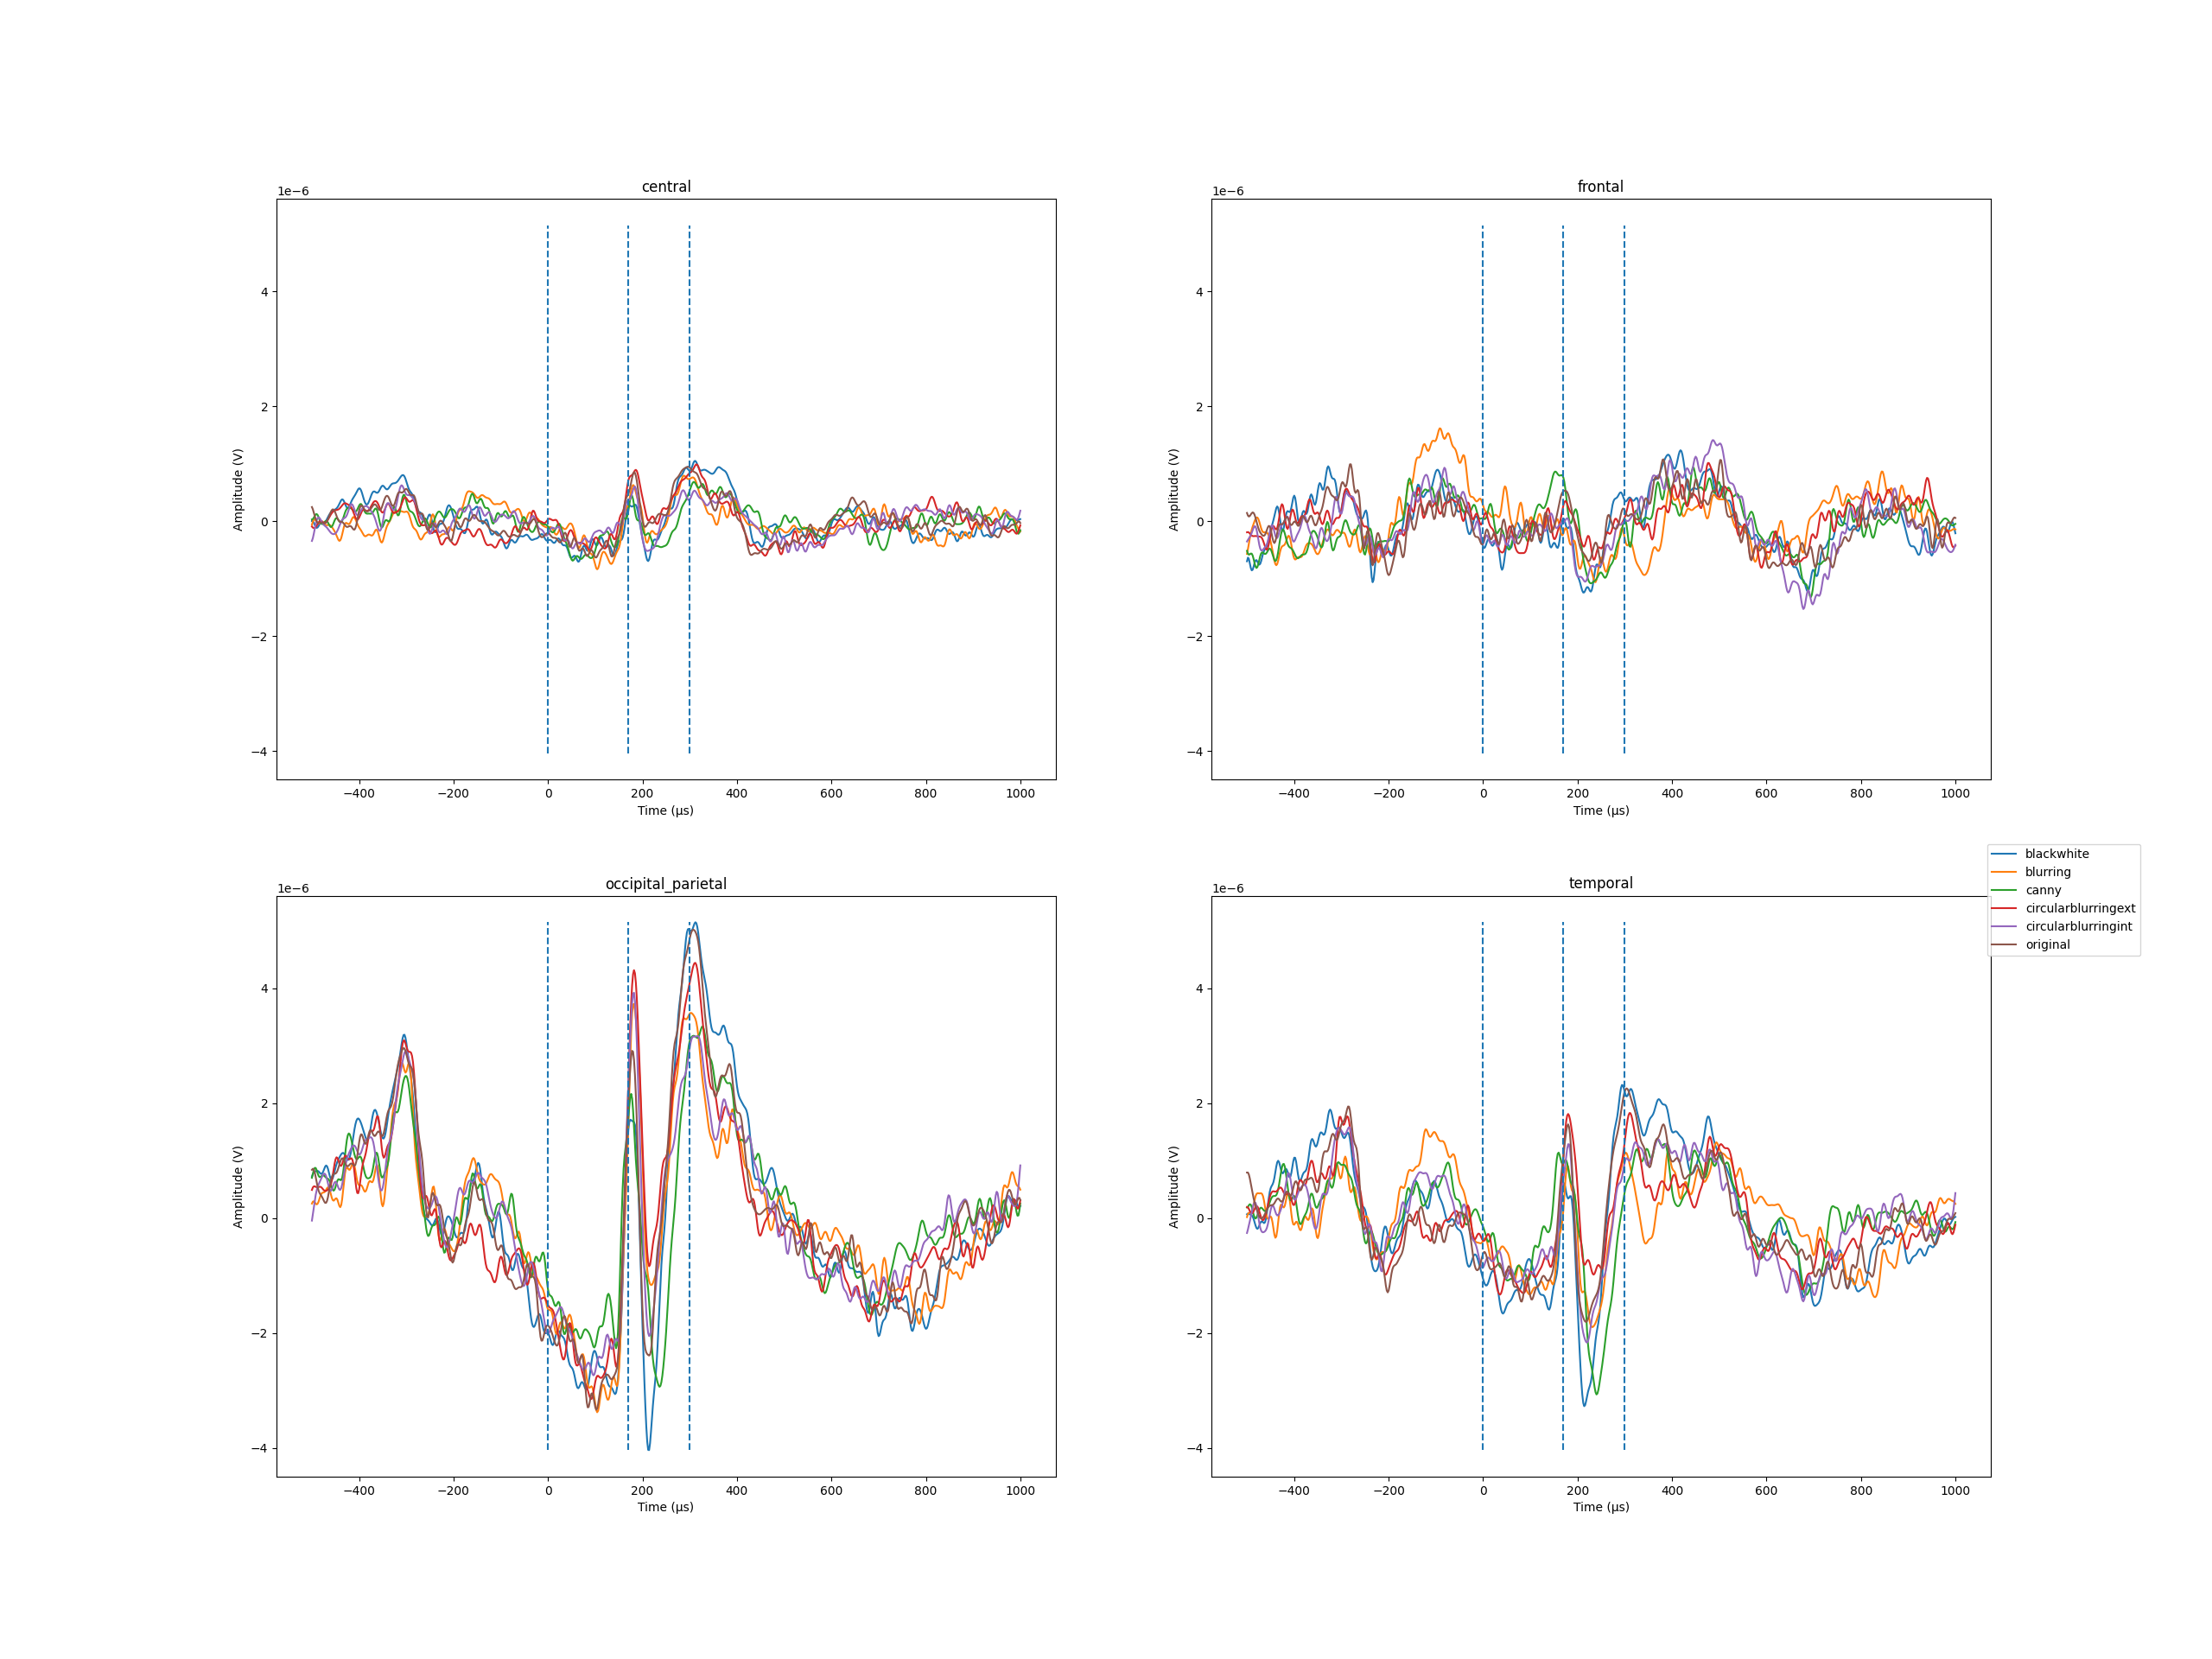 central
1e−6
Amplitude (V)
4
2
0
−2
−4
−400 −200 0 200 400 600 800 1000
Time (µs)
frontal
1e−6
Amplitude (V)
4
2
0
−2
−4
−400 −200 0 200 400 600 800 1000
Time (µs)
blackwhite
blurring
canny
circularblurringext
circularblurringint
original
occipital_parietal
1e−6
Amplitude (V)
4
2
0
−2
−4
−400 −200 0 200 400 600 800 1000
Time (µs)
temporal
1e−6
Amplitude (V)
4
2
0
−2
−4
−400 −200 0 200 400 600 800 1000
Time (µs)